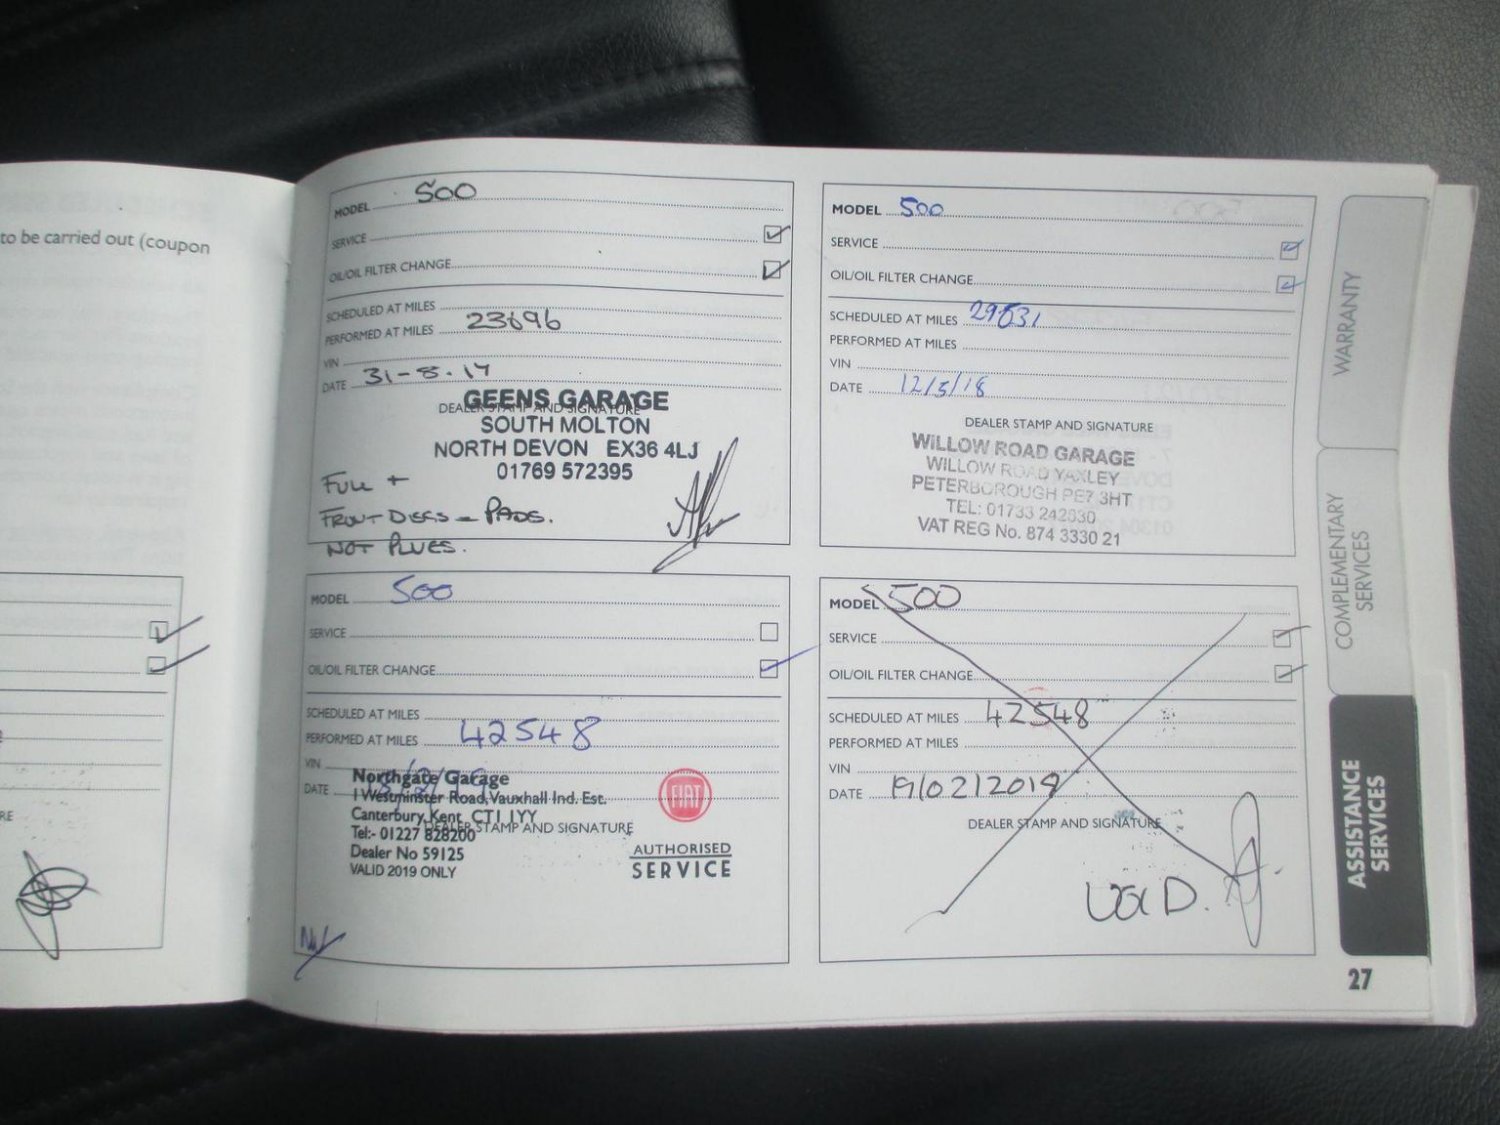 to be carried out (coupon
RE
MODEL 500
SERVICE
OIL/OIL FILTER CHANGE
SCHEDULED AT MILES
PERFORMED AT MILES 23696
VIN
DATE 31-8-17
DEALER STAMP AND SIGNATURE
GEENS GARAGE
SOUTH MOLTON
NORTH DEVON EX36 4LJ
01769 572395
FULL +
FRONT DISCS - PADS.
NOT PLUGS.
MODEL 500
SERVICE
OIL/OIL FILTER CHANGE
SCHEDULED AT MILES
PERFORMED AT MILES
VIN
DATE 12/5/18
DEALER STAMP AND SIGNATURE
WILLOW ROAD GARAGE
WILLOW ROAD YAXLEY
PETERBOROUGH PE7 3HT
TEL: 01733 242330
VAT REG No. 874 3330 21
MODEL 500
SERVICE
OIL/OIL FILTER CHANGE
SCHEDULED AT MILES
PERFORMED AT MILES 42548
VIN
DATE
Northgate Garage
1 Westminster Road, Vauxhall Ind. Est.
Canterbury, Kent, CT1 1YY
DEALER STAMP AND SIGNATURE
Tel:- 01227 828200
Dealer No 59125
VALID 2019 ONLY
FIAT
AUTHORISED
SERVICE
MODEL 500
SERVICE
OIL/OIL FILTER CHANGE
SCHEDULED AT MILES 42548
PERFORMED AT MILES
VIN
DATE 19/02/2019
DEALER STAMP AND SIGNATURE
VOID.
WARRANTY
COMPLEMENTARY
SERVICES
ASSISTANCE
SERVICES
27